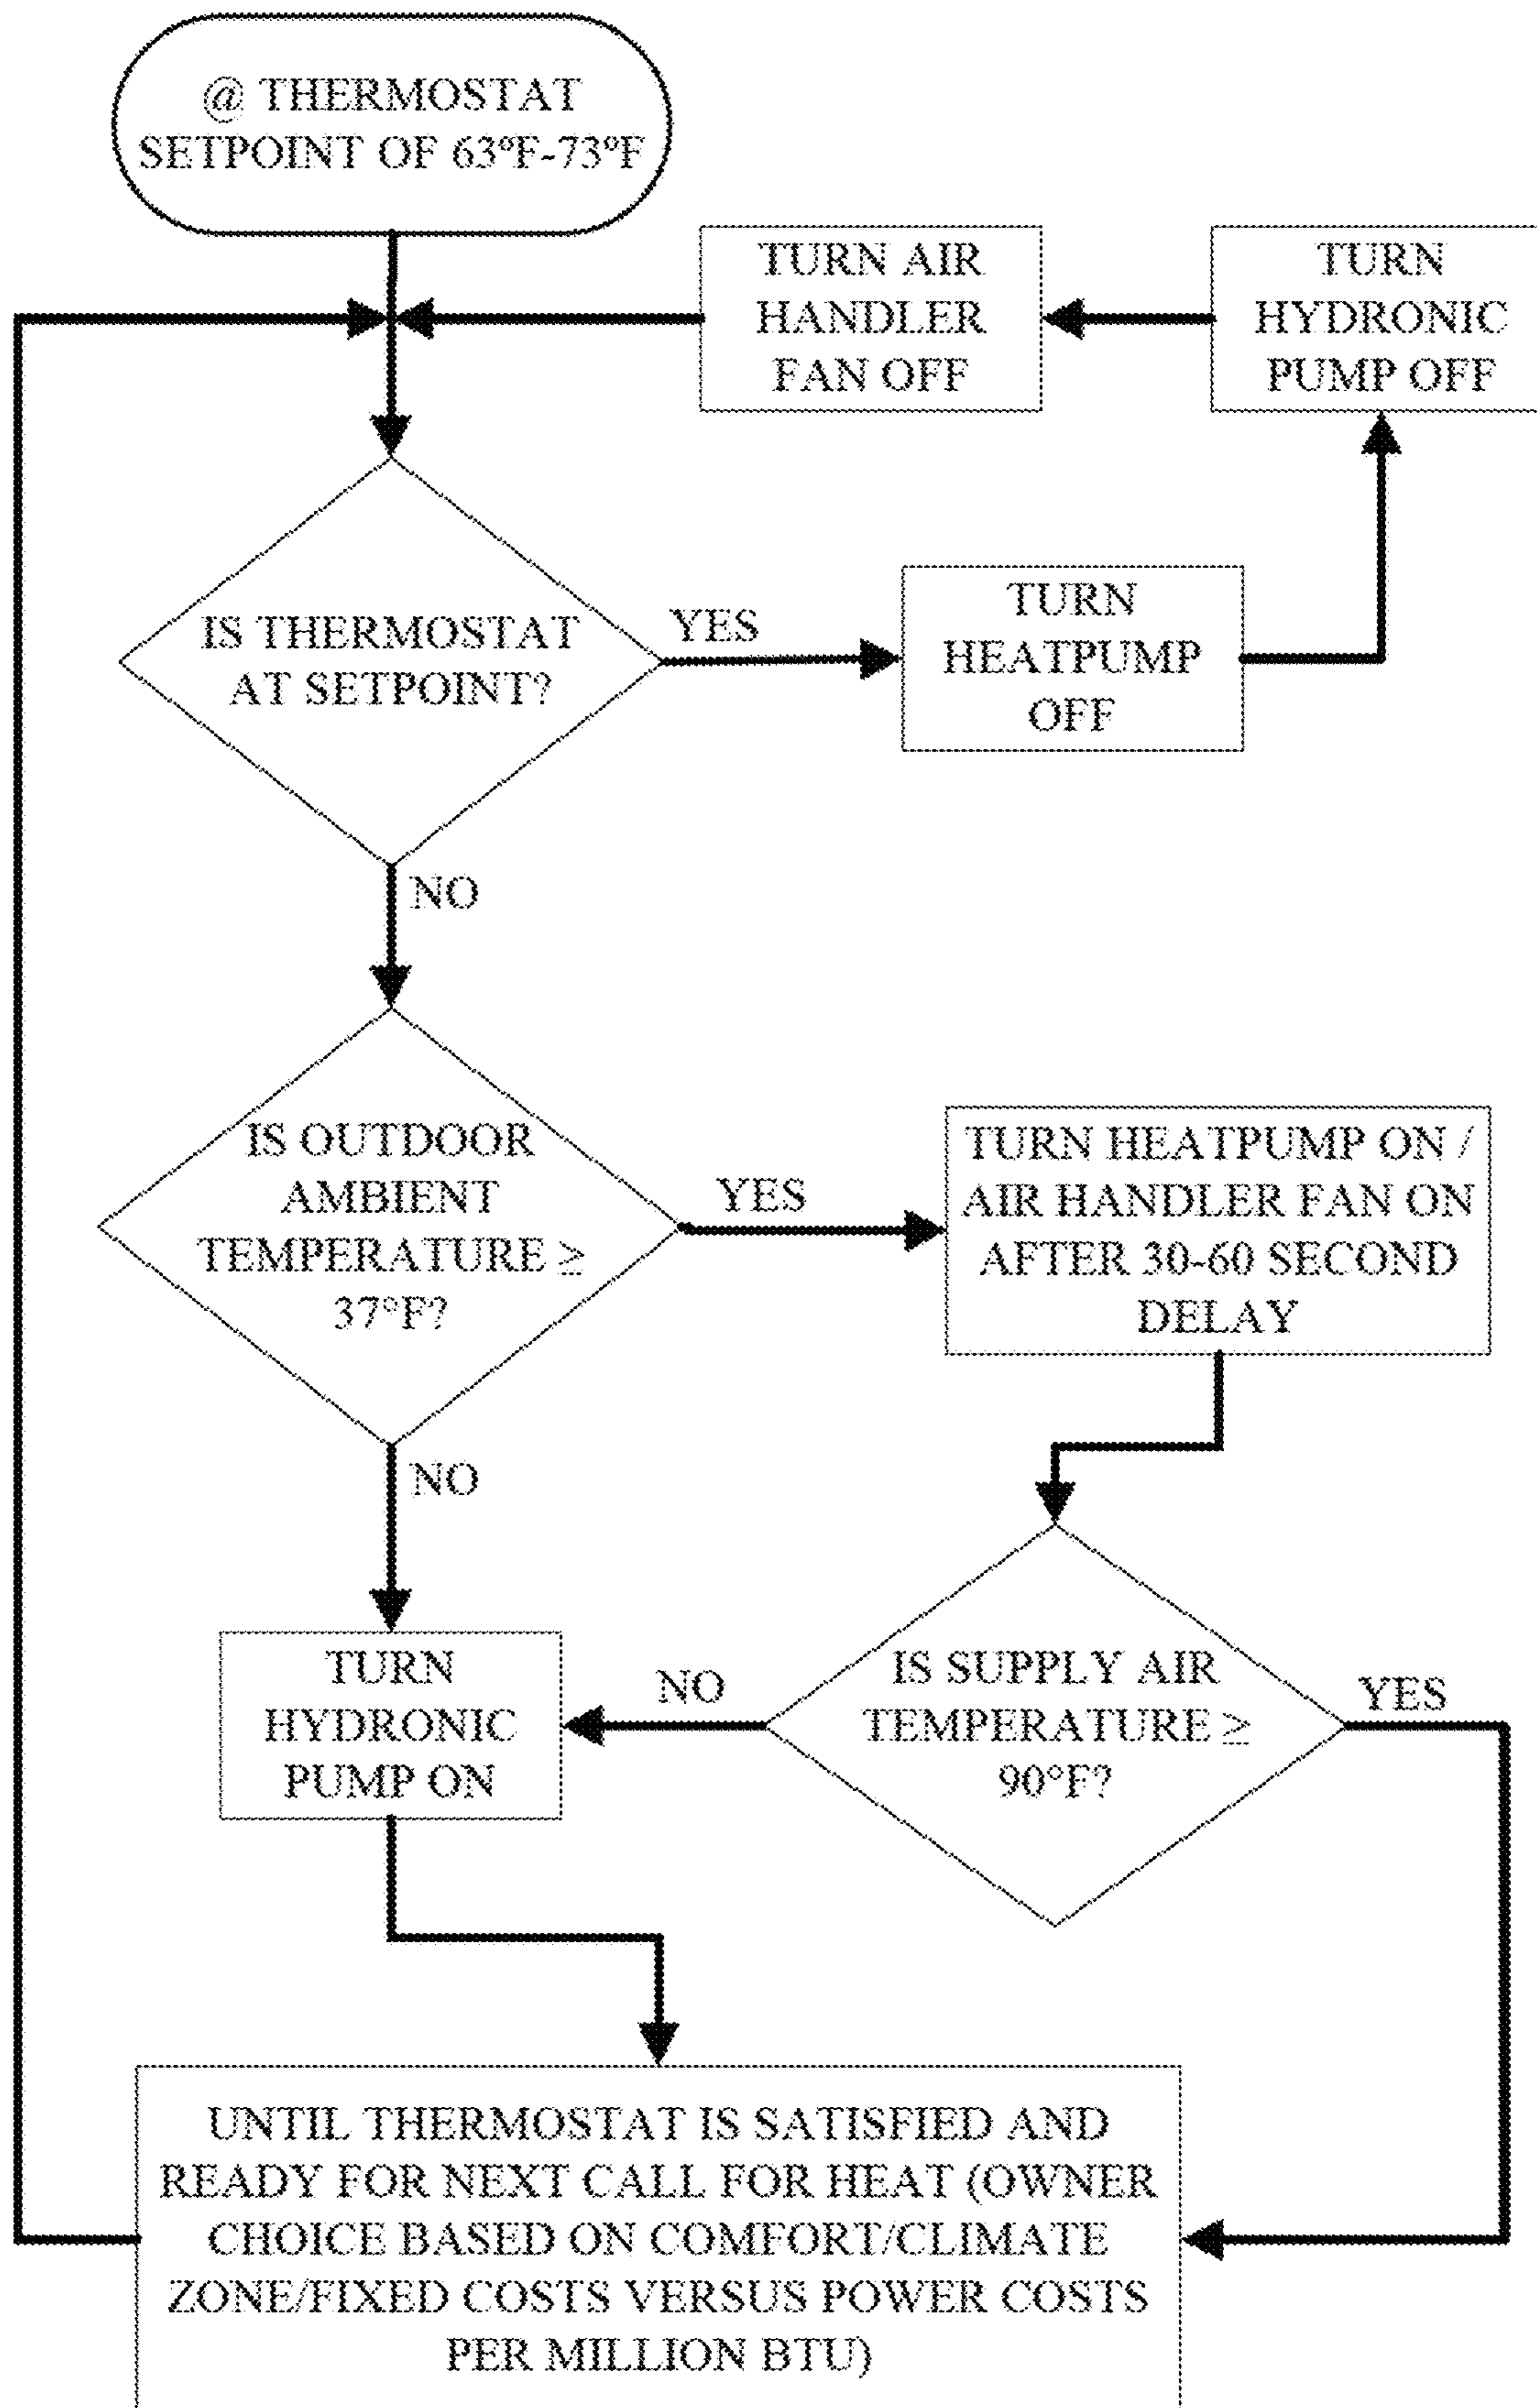 @ THERMOSTAT
SETPOINT OF 63ºF-73ºF
TURN AIR
HANDLER
FAN OFF
TURN
HYDRONIC
PUMP OFF
IS THERMOSTAT
AT SETPOINT?
YES
TURN
HEATPUMP
OFF
NO
IS OUTDOOR
AMBIENT
TEMPERATURE ≥
37°F?
YES
TURN HEATPUMP ON /
AIR HANDLER FAN ON
AFTER 30-60 SECOND
DELAY
NO
TURN
HYDRONIC
PUMP ON
NO
IS SUPPLY AIR
TEMPERATURE ≥
90°F?
YES
UNTIL THERMOSTAT IS SATISFIED AND
READY FOR NEXT CALL FOR HEAT (OWNER
CHOICE BASED ON COMFORT/CLIMATE
ZONE/FIXED COSTS VERSUS POWER COSTS
PER MILLION BTU)